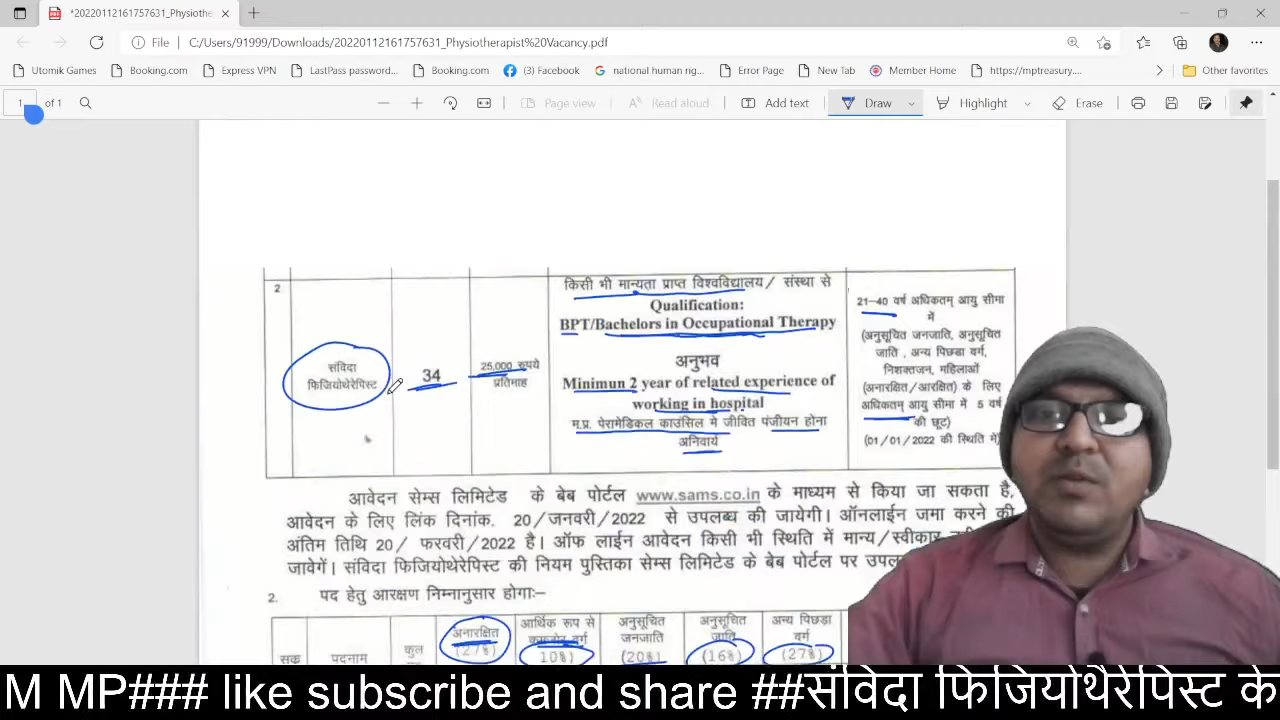 *20220112161757631_Physiothe
File C:/Users/91999/Downloads/20220112161757631_Physiotherapist%20Vacancy.pdf
Utomik Games Booking.com Express VPN LastPass password... Booking.com (3) Facebook national human rig... Error Page New Tab Member Home https://mptreasury.... Other favorites
1 of 1 Page view Read aloud Add text Draw Highlight Erase
2
संविदा
फिजियोथेरेपिस्ट
34
25,000 रूपये
प्रतिमाह
किसी भी मान्यता प्राप्त विश्वविद्यालय/ संस्था से
Qualification:
BPT/Bachelors in Occupational Therapy
अनुभव
Minimun 2 year of related experience of
working in hospital
म.प्र. पेरामेडिकल काउंसिल मे जीवित पंजीयन होना
अनिवार्य
21–40 वर्ष अधिकतम् आयु सीमा
में
(अनुसूचित जनजाति, अनुसूचित
जाति , अन्य पिछडा वर्ग,
निशक्तजन, महिलाओं
(अनारक्षित/आरक्षित) के लिए
अधिकतम् आयु सीमा में 5 वर्ष
की छूट)
(01/01/2022 की स्थिति में)
आवेदन सेम्स लिमिटेड के बेब पोर्टल www.sams.co.in के माध्यम से किया जा सकता है,
आवेदन के लिए लिंक दिनांक. 20/जनवरी/2022 से उपलब्ध की जायेगी। ऑनलाईन जमा करने की
अंतिम तिथि 20/ फरवरी/2022 है। ऑफ लाईन आवेदन किसी भी स्थिति में मान्य/स्वीकार
जावेगें। संविदा फिजियोथेरेपिस्ट की नियम पुस्तिका सेम्स लिमिटेड के बेब पोर्टल पर
2. पद हेतु आरक्षण निम्नानुसार होगाः–
सक्र पदनाम
कुल
अनारक्षित
(27%)
आर्थिक रूप से
कमजोर वर्ग
10%)
अनुसूचित
जनजाति
(20%)
अनुसूचित
जाति
(16%)
अन्य पिछडा
वर्ग
(27%)
M MP### like subscribe and share ##संविदा फिजियोथैरेपिस्ट के